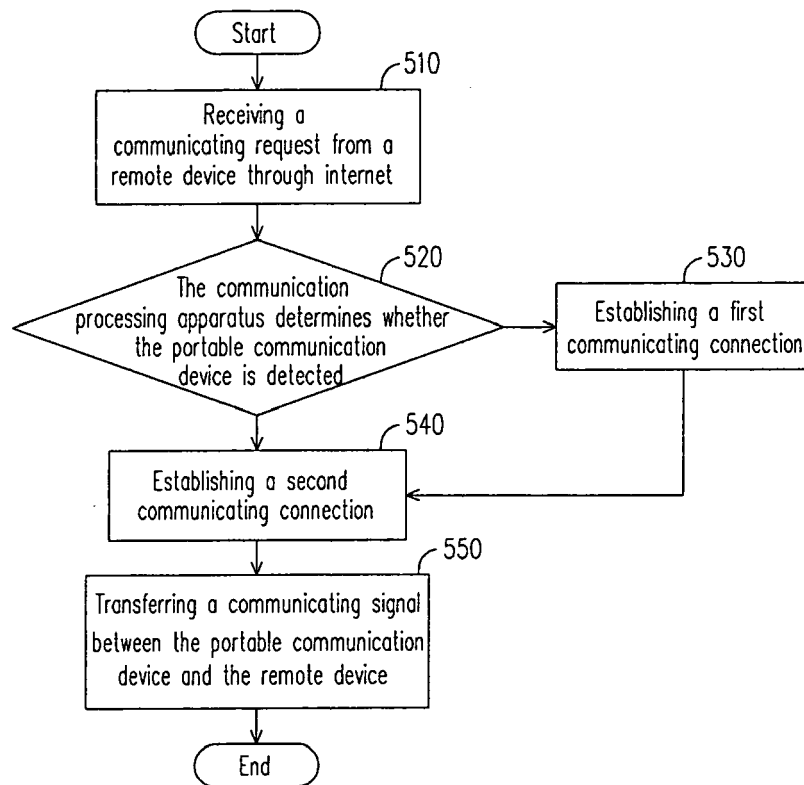 Start
510
Receiving a
communicating request from a
remote device through internet
520
The communication
processing apparatus determines whether
the portable communication
device is detected
530
Establishing a first
communicating connection
540
Establishing a second
communicating connection
550
Transferring a communicating signal
between the portable communication
device and the remote device
End